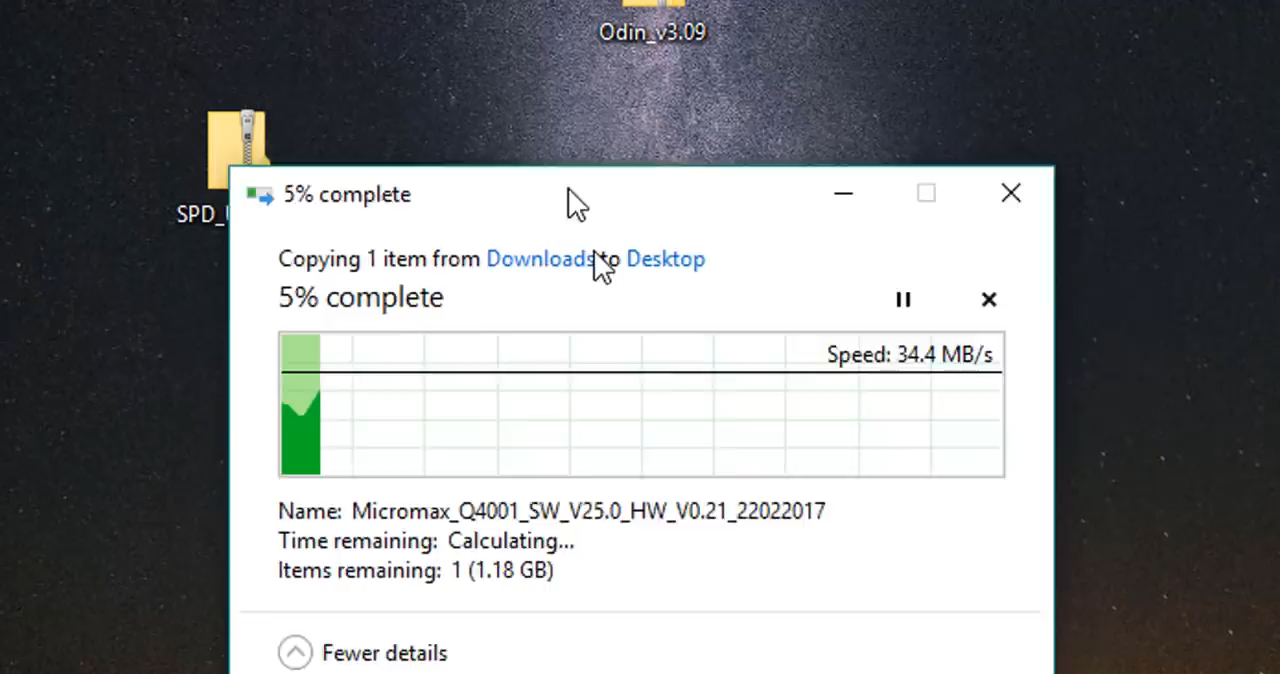 Odin_v3.09
SPD_
5% complete
Copying 1 item from Downloads to Desktop
5% complete
Speed: 34.4 MB/s
Name: Micromax_Q4001_SW_V25.0_HW_V0.21_22022017
Time remaining: Calculating...
Items remaining: 1 (1.18 GB)
Fewer details